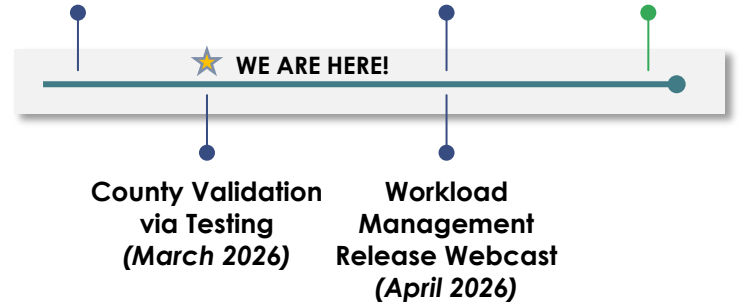 WE ARE HERE!
County Validation
via Testing
(March 2026)
Workload
Management
Release Webcast
(April 2026)